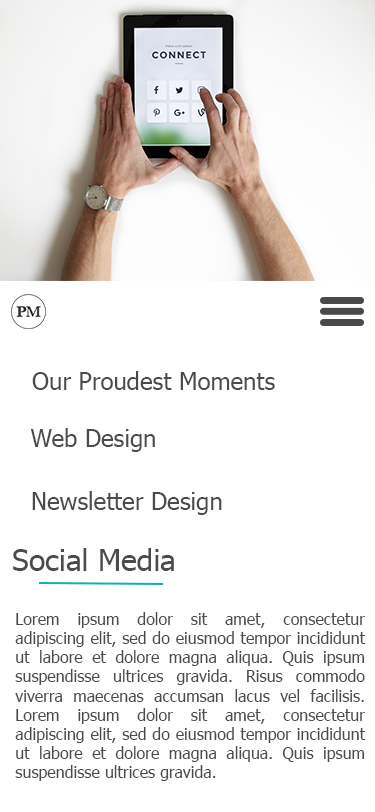 CONNECT
PM
Our Proudest Moments
Web Design
Newsletter Design
Social Media
Lorem ipsum dolor sit amet, consectetur
adipiscing elit, sed do eiusmod tempor incididunt
ut labore et dolore magna aliqua. Quis ipsum
suspendisse ultrices gravida. Risus commodo
viverra maecenas accumsan lacus vel facilisis.
Lorem ipsum dolor sit amet, consectetur
adipiscing elit, sed do eiusmod tempor incididunt
ut labore et dolore magna aliqua. Quis ipsum
suspendisse ultrices gravida.